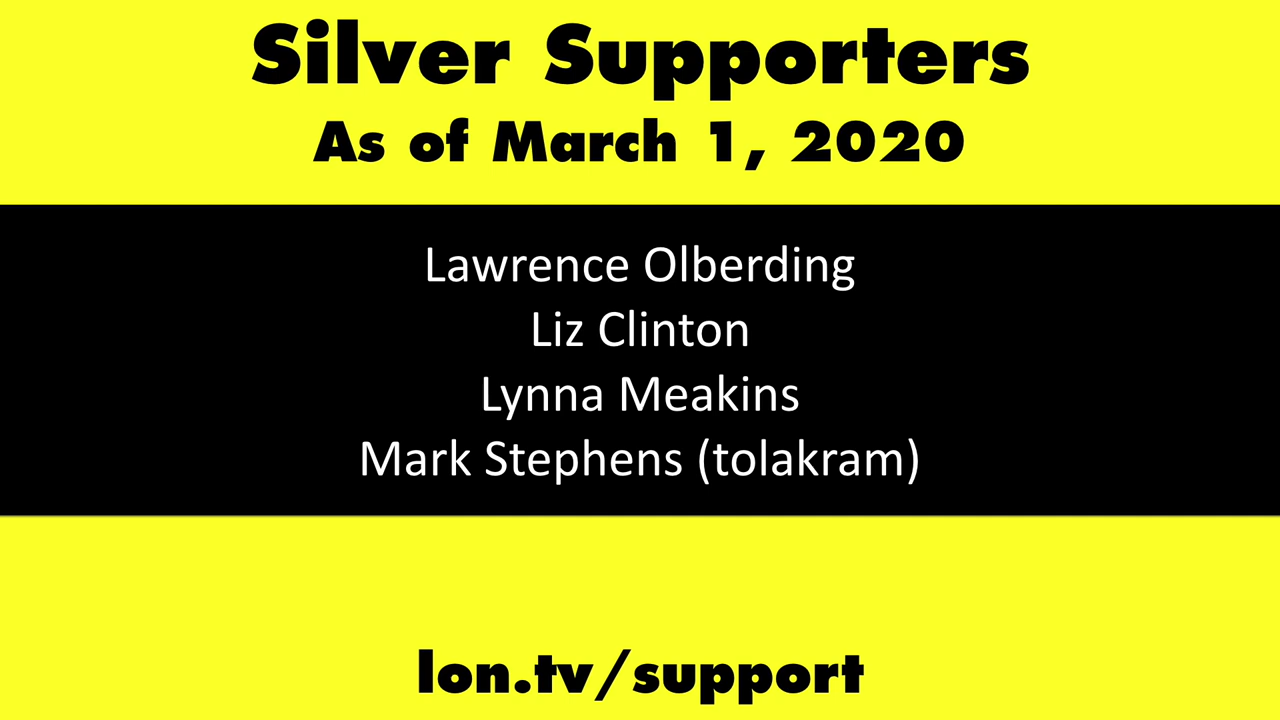 Silver Supporters
As of March 1, 2020
Lawrence Olberding
Liz Clinton
Lynna Meakins
Mark Stephens (tolakram)
lon.tv/support